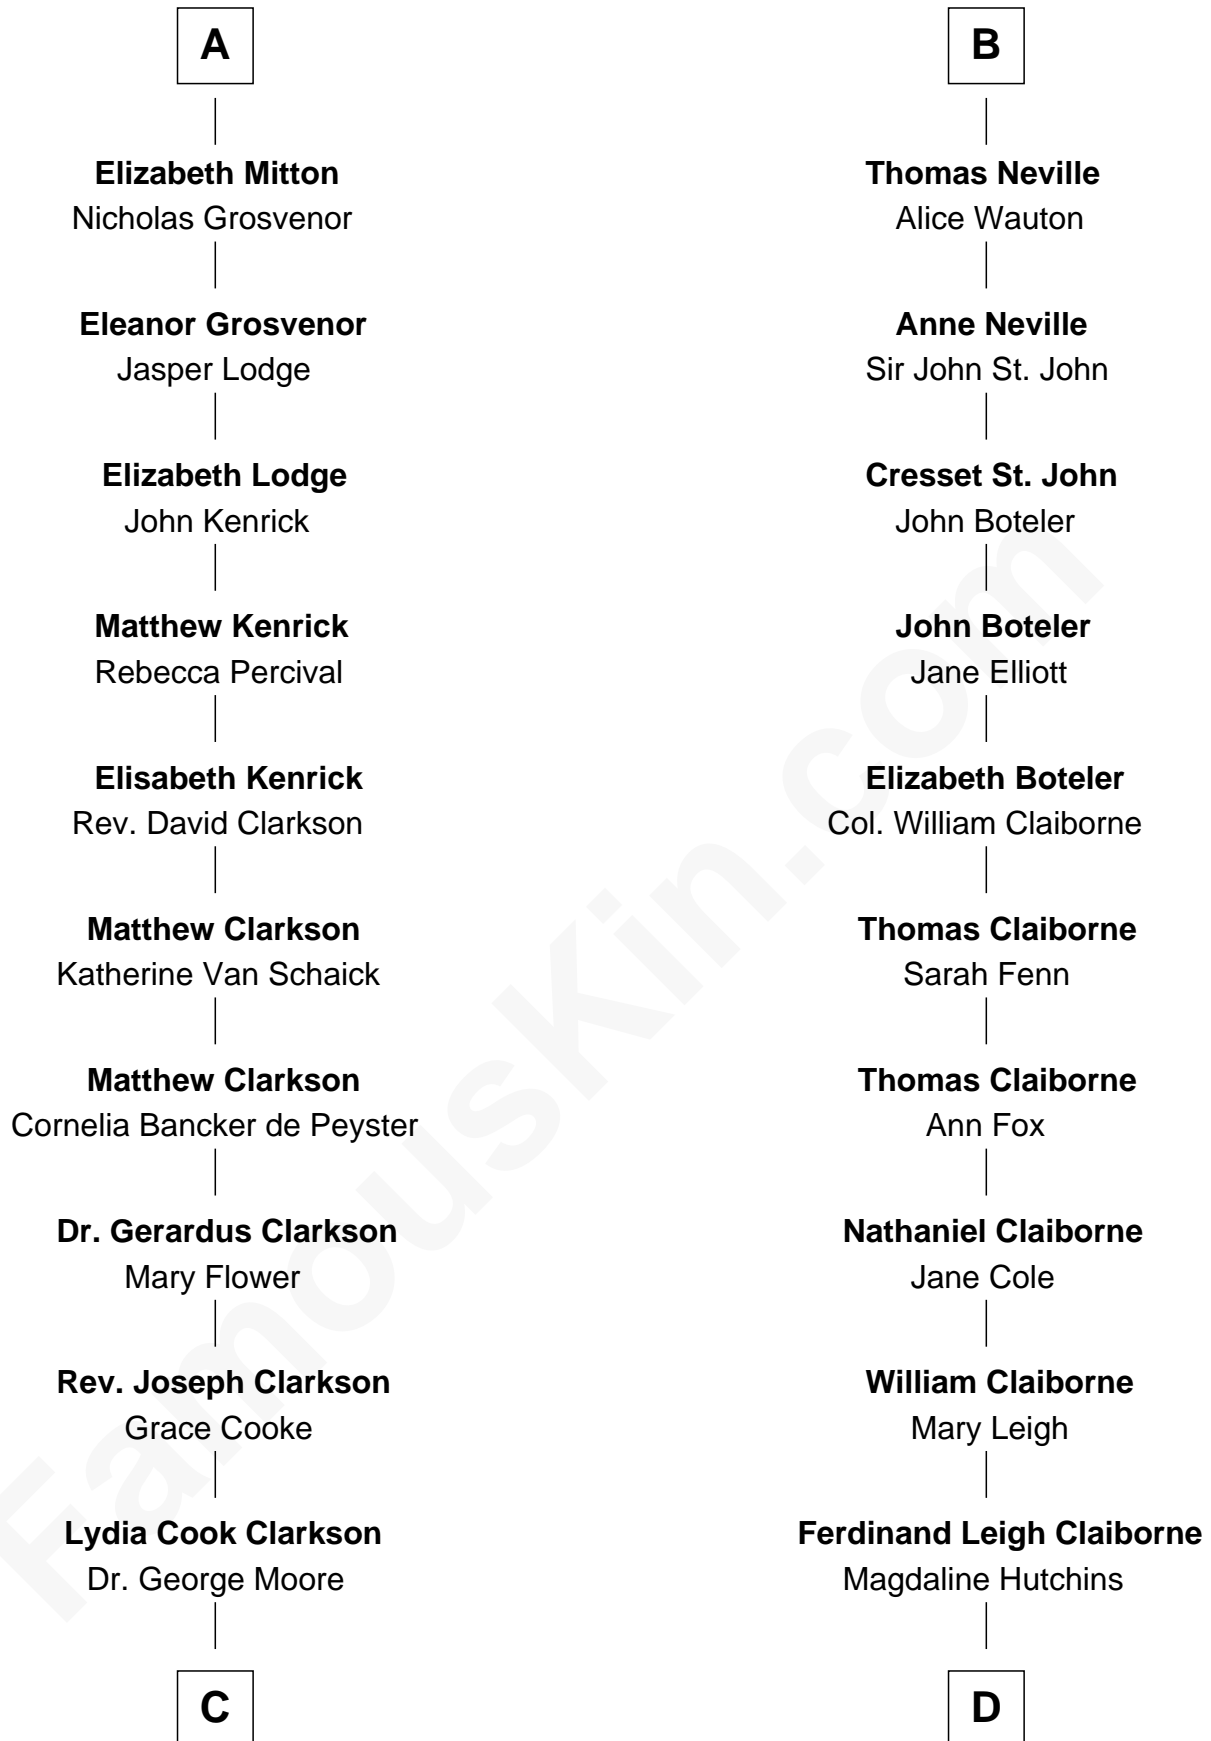 A
Elizabeth Mitton
Nicholas Grosvenor
Eleanor Grosvenor
Jasper Lodge
Elizabeth Lodge
John Kenrick
Matthew Kenrick
Rebecca Percival
Elisabeth Kenrick
Rev. David Clarkson
Matthew Clarkson
Katherine Van Schaick
Matthew Clarkson
Cornelia Bancker de Peyster
Dr. Gerardus Clarkson
Mary Flower
Rev. Joseph Clarkson
Grace Cooke
Lydia Cook Clarkson
Dr. George Moore
C
B
Thomas Neville
Alice Wauton
Anne Neville
Sir John St. John
Cresset St. John
John Boteler
John Boteler
Jane Elliott
Elizabeth Boteler
Col. William Claiborne
Thomas Claiborne
Sarah Fenn
Thomas Claiborne
Ann Fox
Nathaniel Claiborne
Jane Cole
William Claiborne
Mary Leigh
Ferdinand Leigh Claiborne
Magdaline Hutchins
D
FamousKin.com